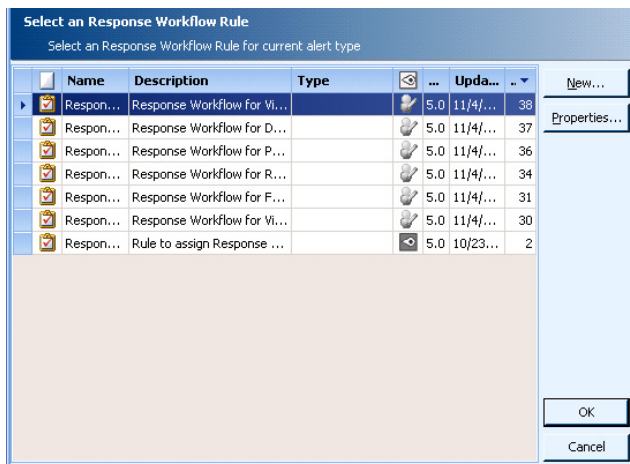 Select an Response Workflow Rule
Select an Response Workflow Rule for current alert type
Name Description Type ... Upda... ..
Respon... Response Workflow for Vi... 5.0 11/4/... 38
Respon... Response Workflow for D... 5.0 11/4/... 37
Respon... Response Workflow for P... 5.0 11/4/... 36
Respon... Response Workflow for R... 5.0 11/4/... 34
Respon... Response Workflow for F... 5.0 11/4/... 31
Respon... Response Workflow for Vi... 5.0 11/4/... 30
Respon... Rule to assign Response ... 5.0 10/23... 2
New...
Properties...
OK
Cancel